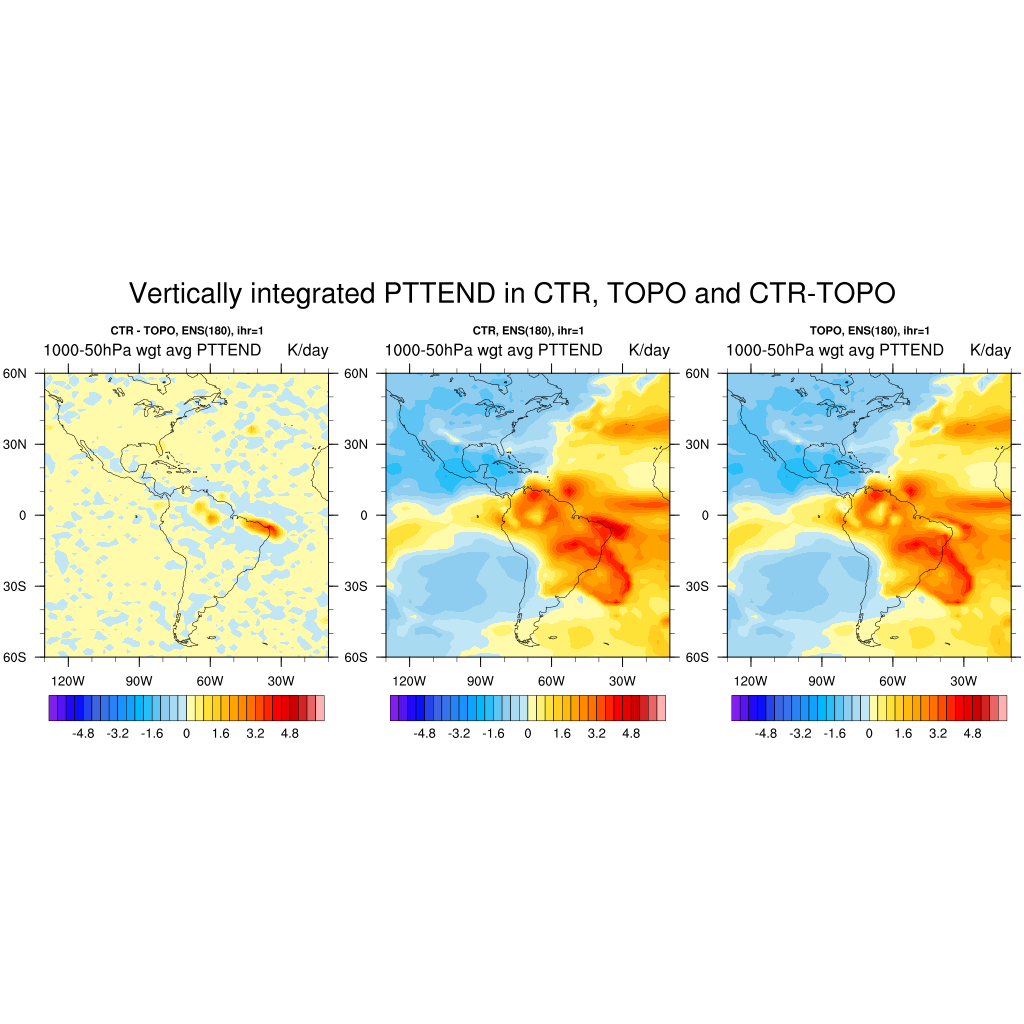 Vertically integrated PTTEND in CTR, TOPO and CTR-TOPO
CTR - TOPO, ENS(180), ihr=1
1000-50hPa wgt avg PTTEND K/day
60N
30N
0
30S
60S
120W 90W 60W 30W
-4.8 -3.2 -1.6 0 1.6 3.2 4.8
CTR, ENS(180), ihr=1
1000-50hPa wgt avg PTTEND K/day
60N
30N
0
30S
60S
120W 90W 60W 30W
-4.8 -3.2 -1.6 0 1.6 3.2 4.8
TOPO, ENS(180), ihr=1
1000-50hPa wgt avg PTTEND K/day
60N
30N
0
30S
60S
120W 90W 60W 30W
-4.8 -3.2 -1.6 0 1.6 3.2 4.8